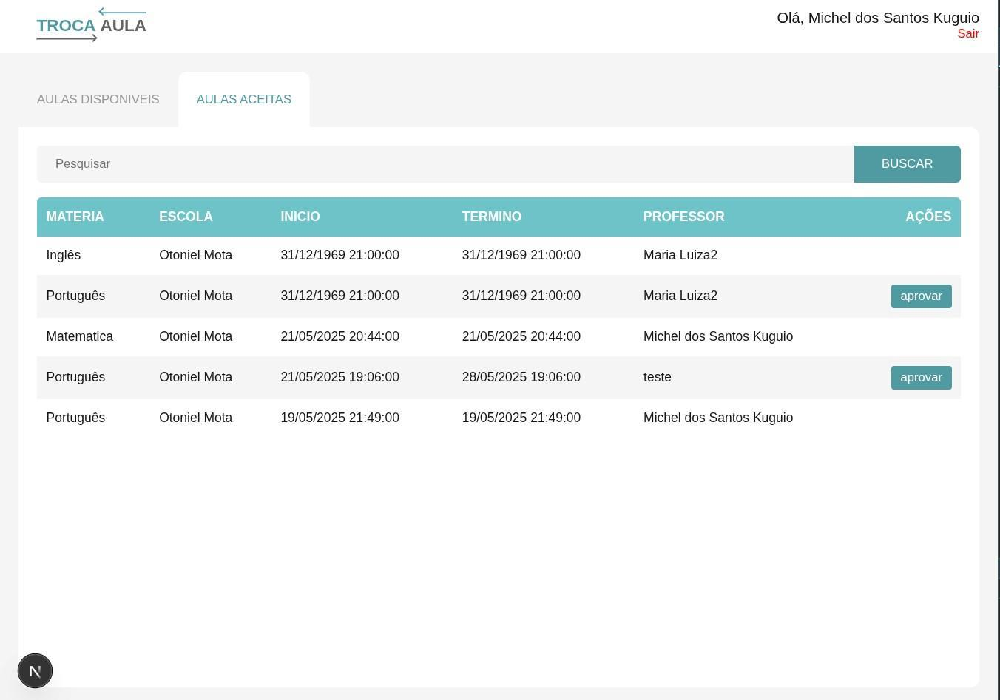 TROCA AULA
Olá, Michel dos Santos Kuguio
Sair
AULAS DISPONIVEIS AULAS ACEITAS
Pesquisar BUSCAR
MATERIA ESCOLA INICIO TERMINO PROFESSOR AÇÕES
Inglês Otoniel Mota 31/12/1969 21:00:00 31/12/1969 21:00:00 Maria Luiza2
Português Otoniel Mota 31/12/1969 21:00:00 31/12/1969 21:00:00 Maria Luiza2 aprovar
Matematica Otoniel Mota 21/05/2025 20:44:00 21/05/2025 20:44:00 Michel dos Santos Kuguio
Português Otoniel Mota 21/05/2025 19:06:00 28/05/2025 19:06:00 teste aprovar
Português Otoniel Mota 19/05/2025 21:49:00 19/05/2025 21:49:00 Michel dos Santos Kuguio
N